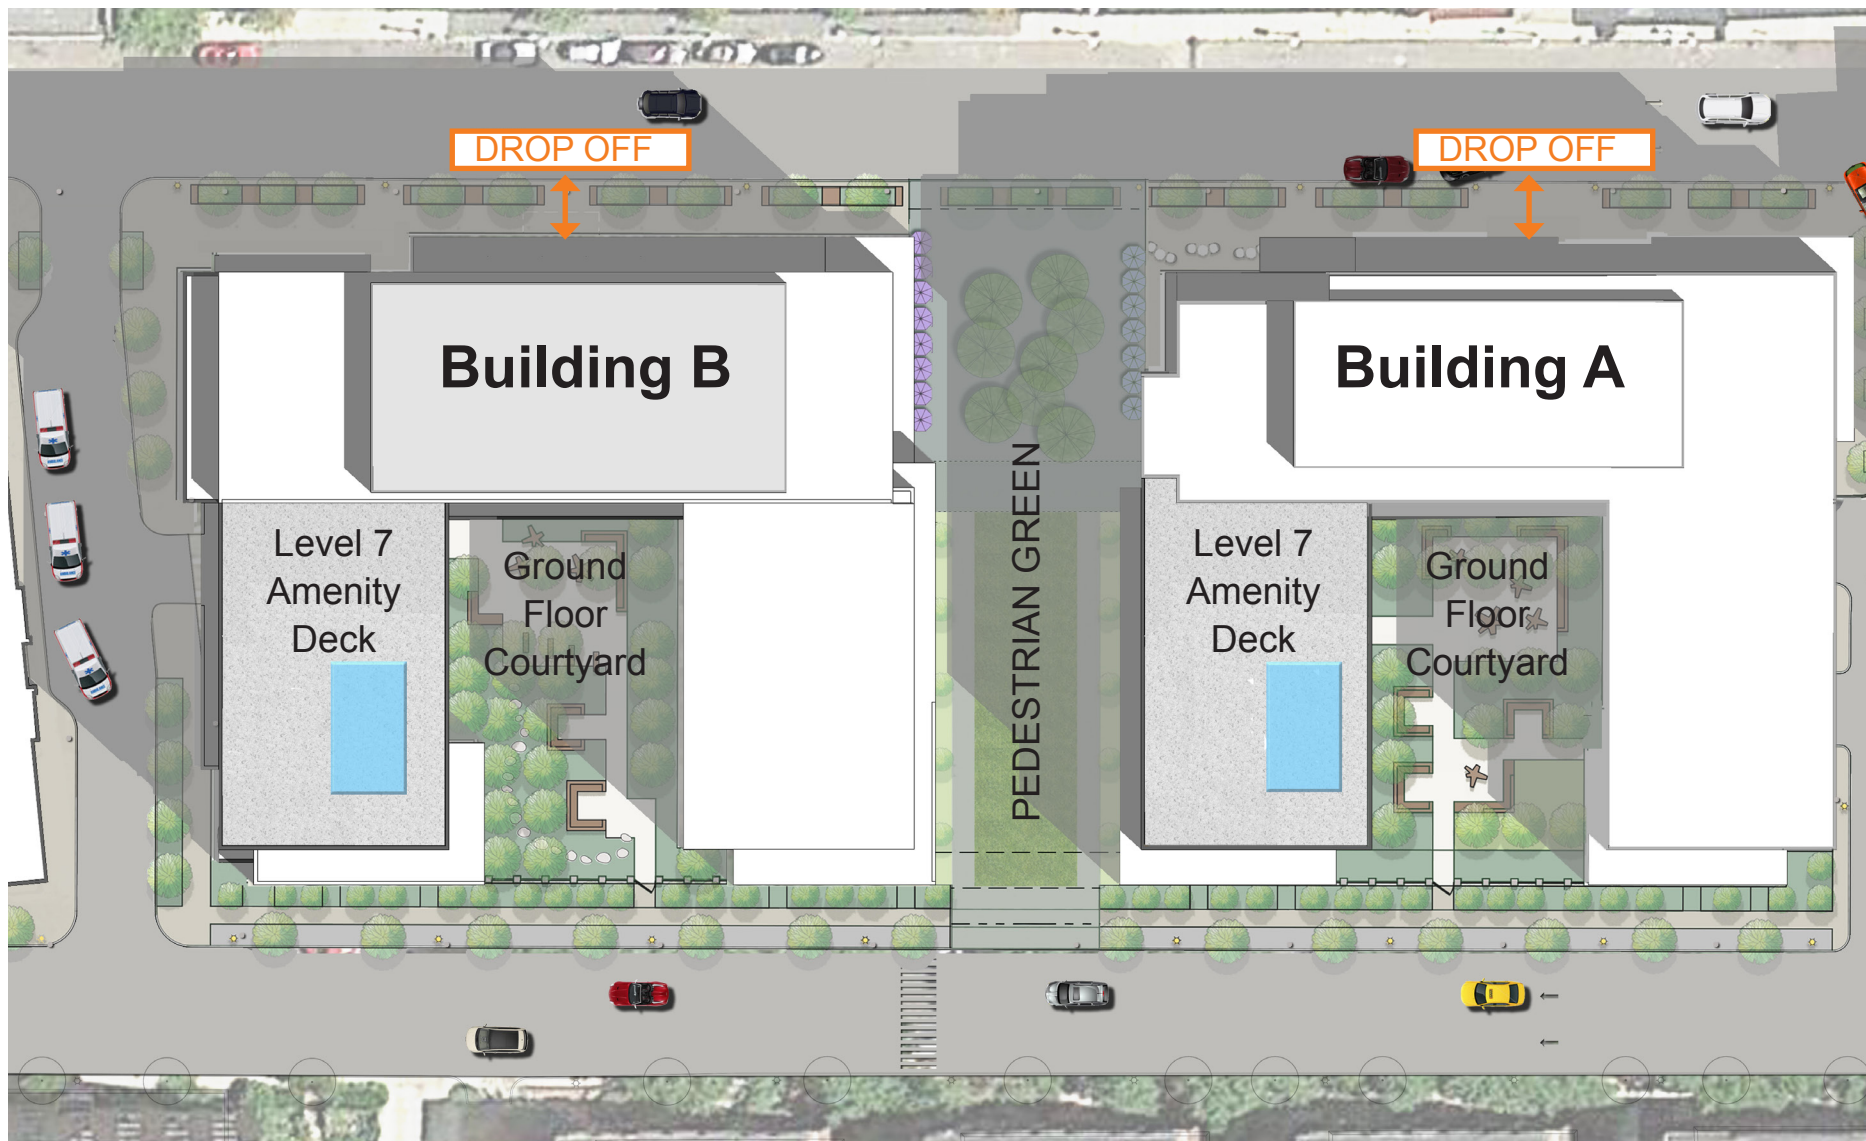 DROP OFF
DROP OFF
Building B
Building A
Level 7
Amenity
Deck
Ground
Floor
Courtyard
PEDESTRIAN GREEN
Level 7
Amenity
Deck
Ground
Floor
Courtyard